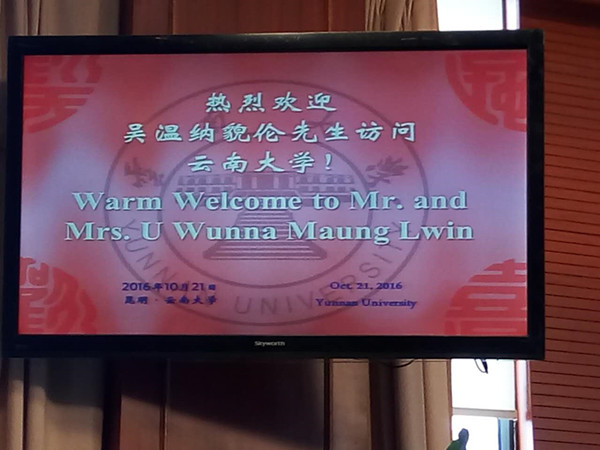 热烈欢迎
吴温纳貌伦先生访问
云南大学！
Warm Welcome to Mr. and
Mrs. U Wunna Maung Lwin
2016年10月21日
昆明·云南大学
Oct. 21, 2016
Yunnan University
YUNNAN UNIVERSITY
Skyworth